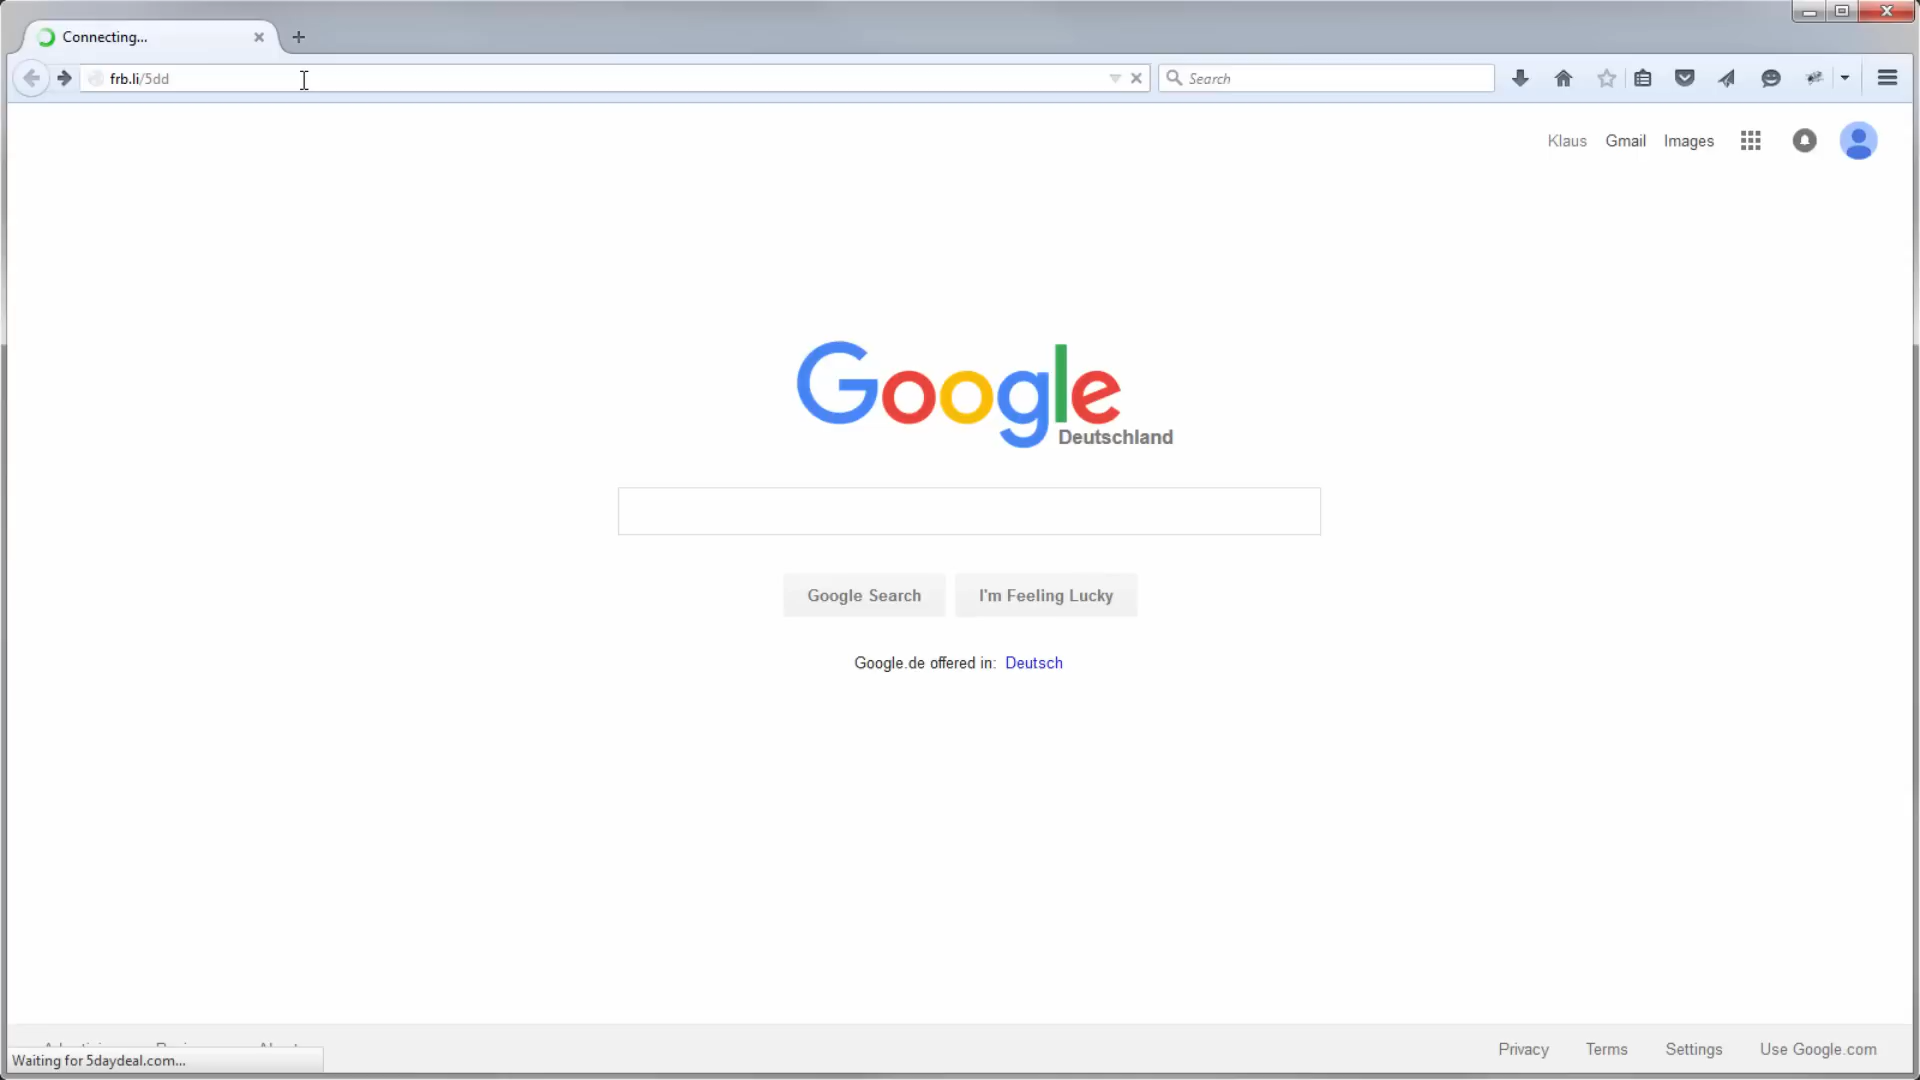 Connecting...
frb.li/5dd
Search
Klaus Gmail Images
Google
Deutschland
Google Search I'm Feeling Lucky
Google.de offered in: Deutsch
Privacy Terms Settings Use Google.com
Waiting for 5daydeal.com...